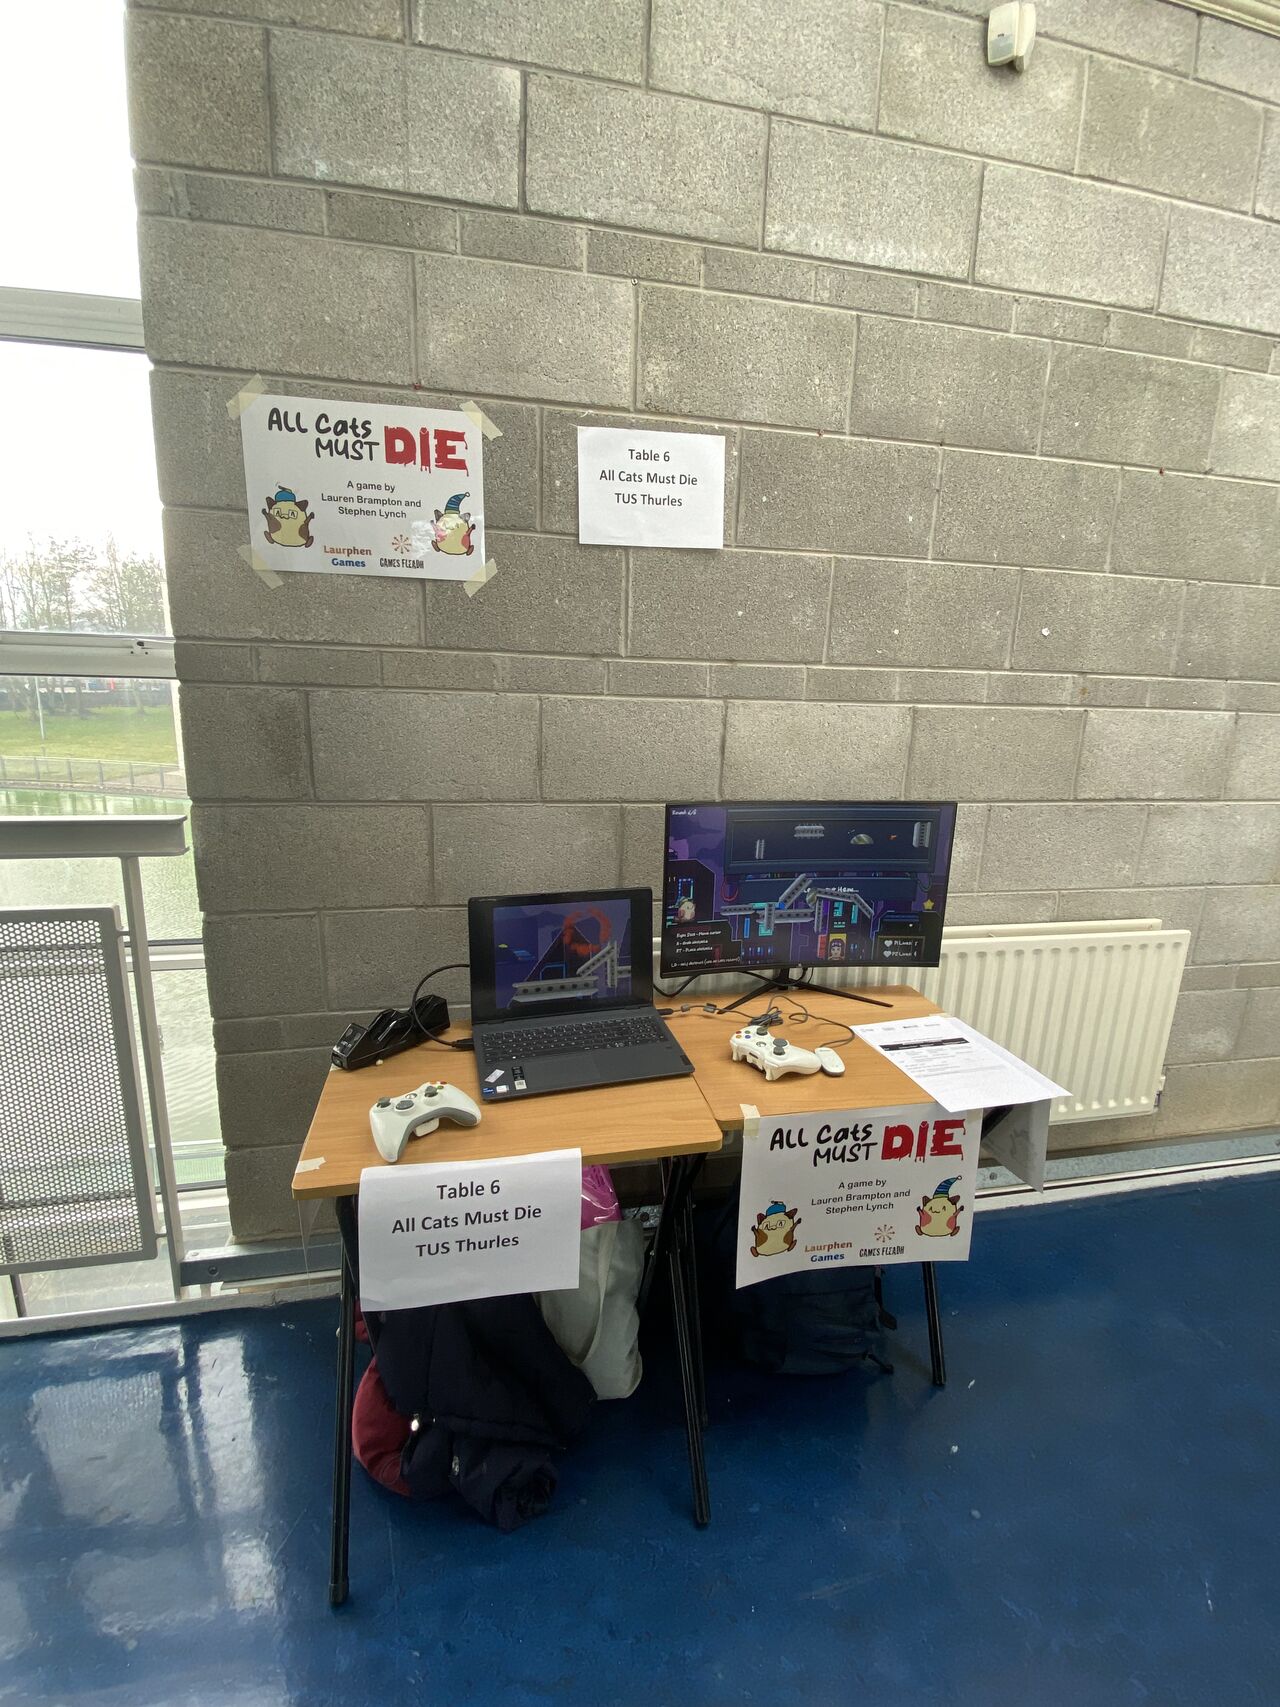 ALL Cats
MUST DIE
A game by
Lauren Brampton and
Stephen Lynch
Laurphen
Games
GAMES FLEADH
Table 6
All Cats Must Die
TUS Thurles
Table 6
All Cats Must Die
TUS Thurles
ALL Cats
MUST DIE
A game by
Lauren Brampton and
Stephen Lynch
Laurphen
Games
GAMES FLEADH